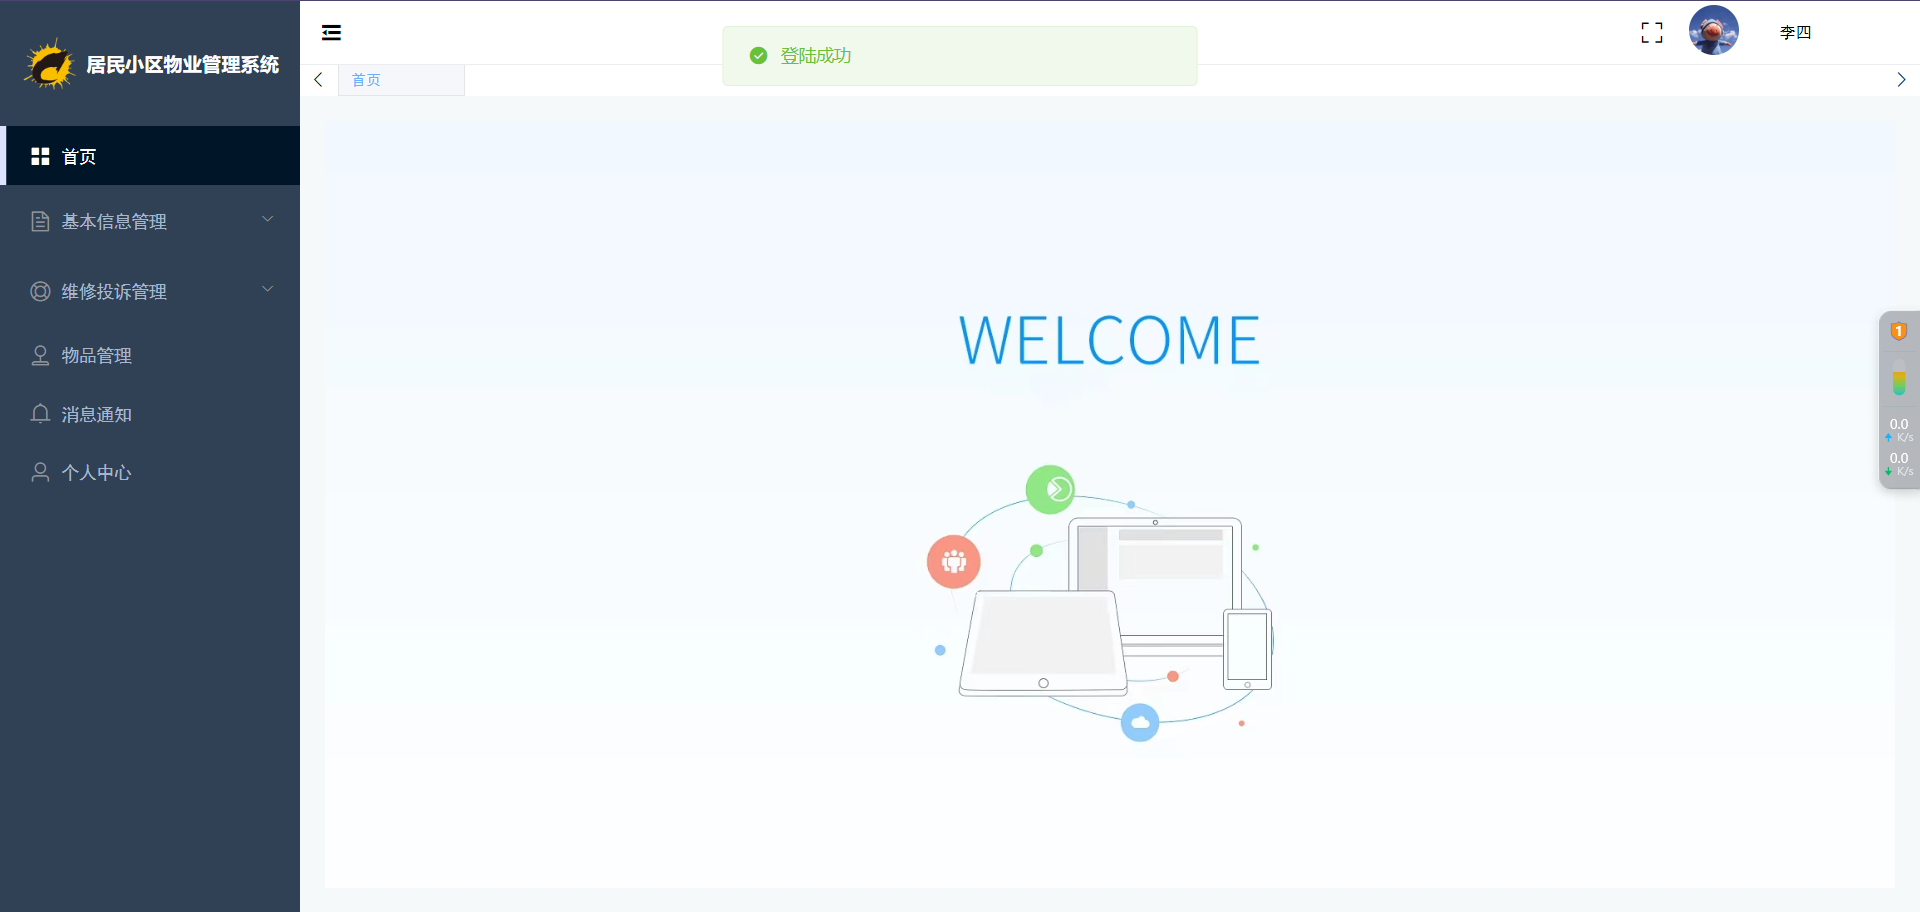 居民小区物业管理系统
登陆成功
李四
首页
首页
基本信息管理
维修投诉管理
物品管理
消息通知
个人中心
WELCOME
1
0.0
K/s
0.0
K/s